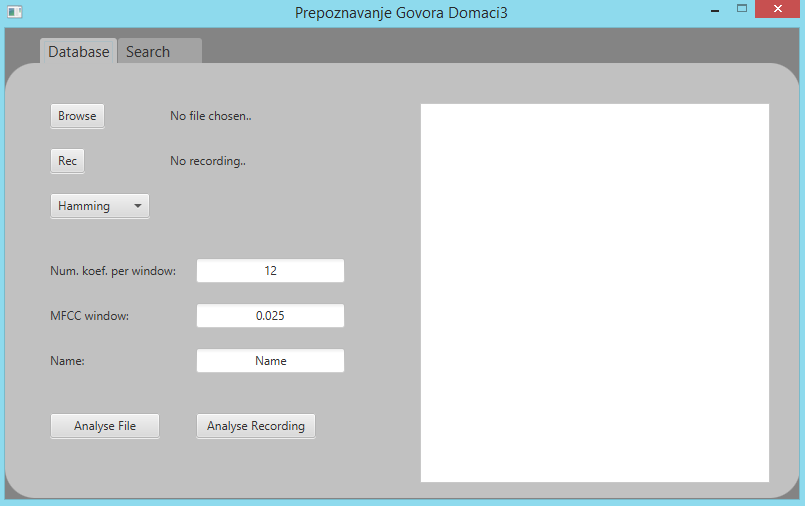 Prepoznavanje Govora Domaci3
Database Search
Browse No file chosen..
Rec No recording..
Hamming
Num. koef. per window: 12
MFCC window: 0.025
Name: Name
Analyse File Analyse Recording